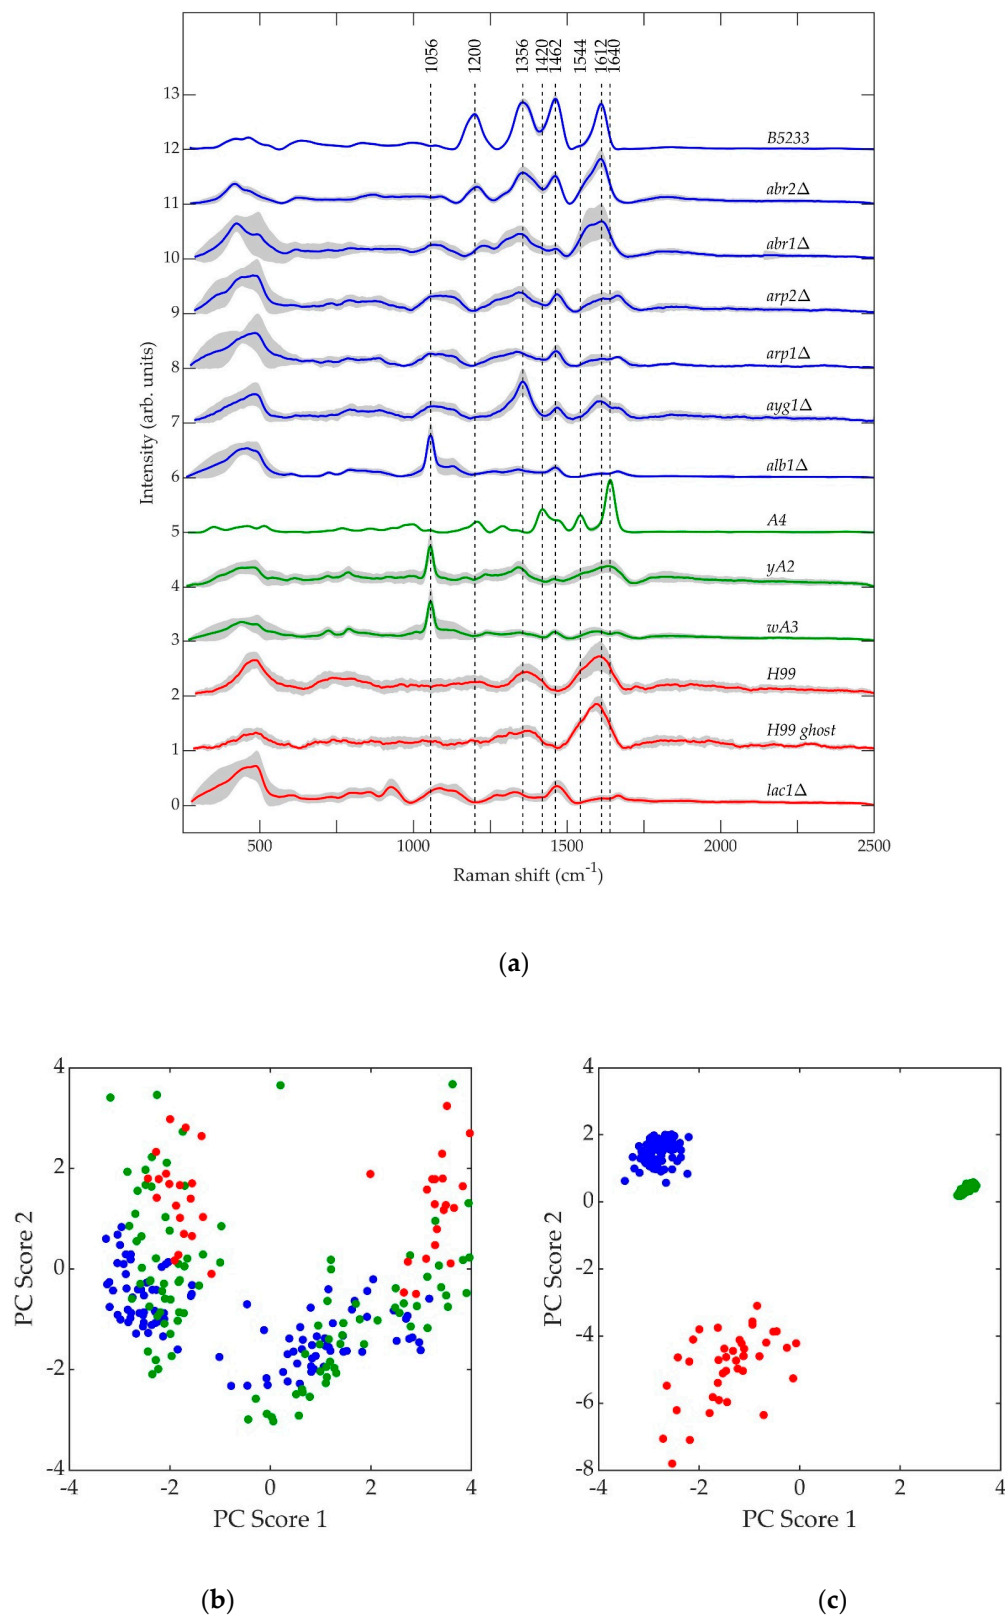 1056 1200 1356 1420 1462 1544 1612 1640
13
B5233
12
abr2Δ
11
abr1Δ
10
arp2Δ
9
arp1Δ
8
ayg1Δ
7
alb1Δ
6
A4
5
yA2
4
wA3
3
H99
2
H99 ghost
1
lac1Δ
0
Intensity (arb. units)
500 1000 1500 2000 2500
Raman shift (cm-1)
(a)
4
2
0
-2
-4
PC Score 2
-4 -2 0 2 4
PC Score 1
(b)
4
2
0
-2
-4
-6
-8
PC Score 2
-4 -2 0 2 4
PC Score 1
(c)